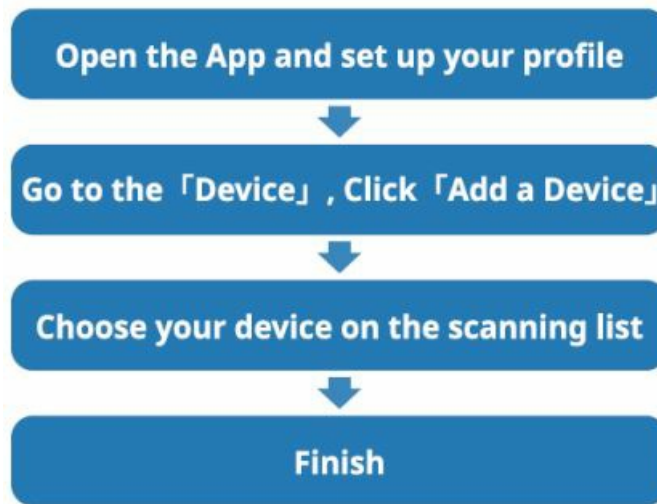 Open the App and set up your profile
Go to the「Device」, Click「Add a Device」
Choose your device on the scanning list
Finish